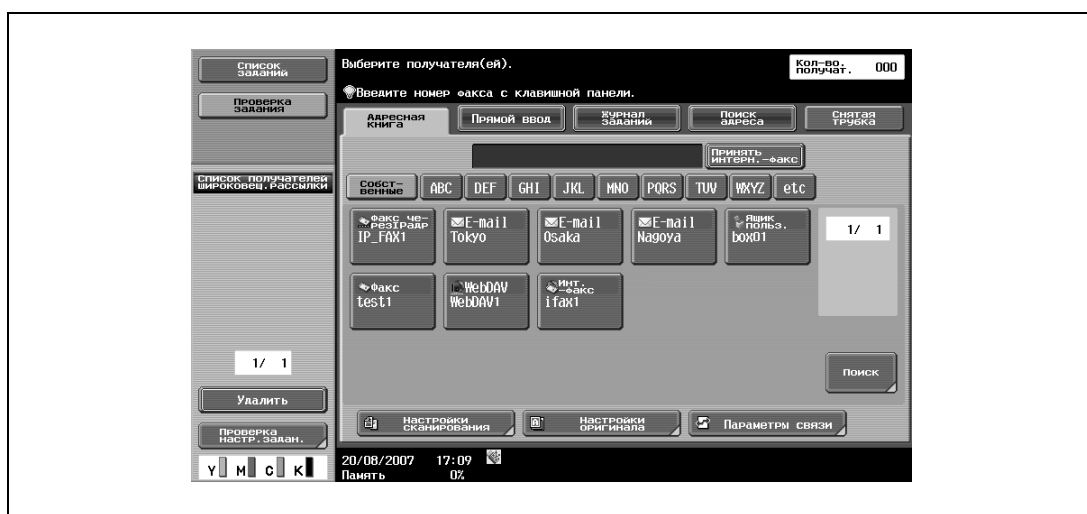 Список
заданий
Проверка
задания
Список получателей
широковещ.рассылки
1/ 1
Удалить
Проверка
настр.задан.
Y M C K
Выберите получателя(ей).
Кол-во.
получат. 000
Введите номер факса с клавишной панели.
Адресная
книга
Прямой ввод
Журнал
заданий
Поиск
адреса
Снятая
трубка
Принять
интерн.-факс
Собст-
венные
ABC DEF GHI JKL MNO PQRS TUV WXYZ etc
Факс че-
резIPадр
IP_FAX1
E-mail
Tokyo
E-mail
Osaka
E-mail
Nagoya
Ящик
польз.
box01
1/ 1
Факс
test1
WebDAV
WebDAV1
Инт.
-факс
ifax1
Поиск
Настройки
сканирования
Настройки
оригинала
Параметры связи
20/08/2007 17:09
Память 0%